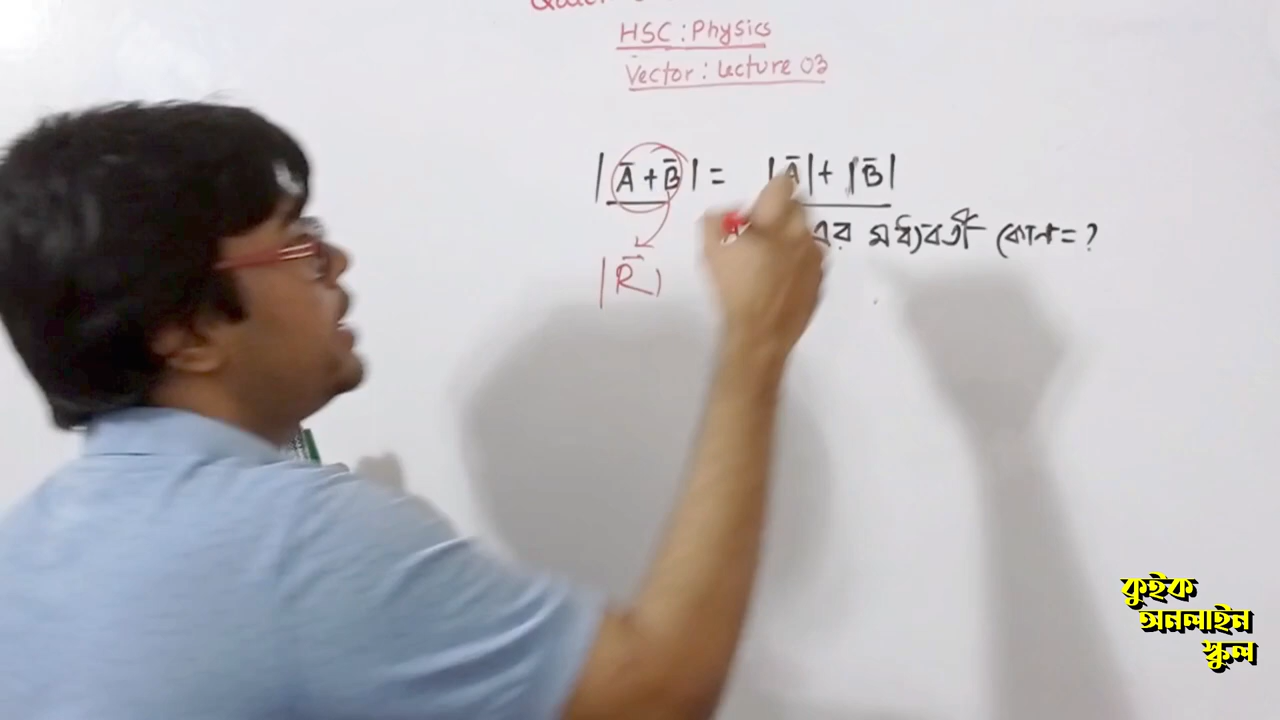 HSC : Physics
Vector : Lecture 03
| A̅ + B̅ | = |A̅| + |B̅|
এর মধ্যবর্তী কোন = ?
|R̅|
কুইক
অনলাইন
স্কুল